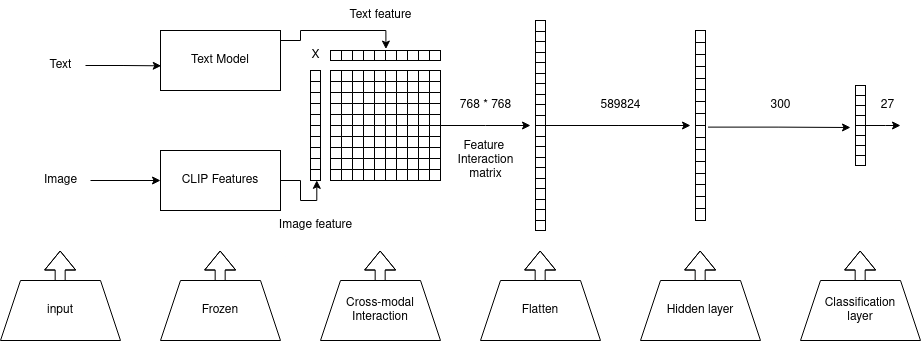 Text feature
Text
Text Model
X
768 * 768
589824
300
27
Feature
Interaction
matrix
Image
CLIP Features
Image feature
input
Frozen
Cross-modal
Interaction
Flatten
Hidden layer
Classification
layer